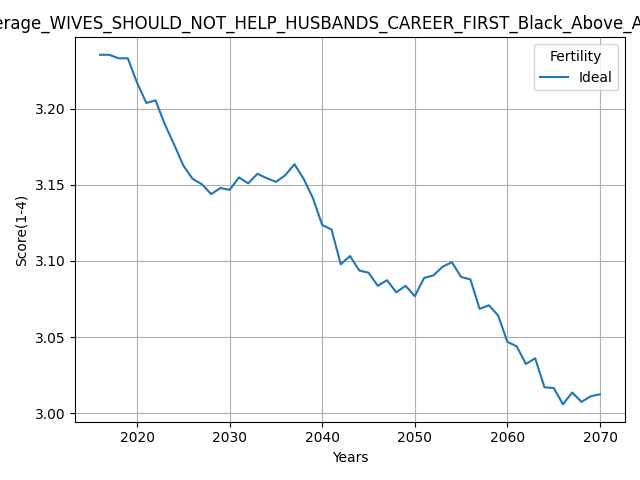 erage_WIVES_SHOULD_NOT_HELP_HUSBANDS_CAREER_FIRST_Black_Above_A
Fertility
Ideal
Score(1-4)
3.20
3.15
3.10
3.05
3.00
2020 2030 2040 2050 2060 2070
Years